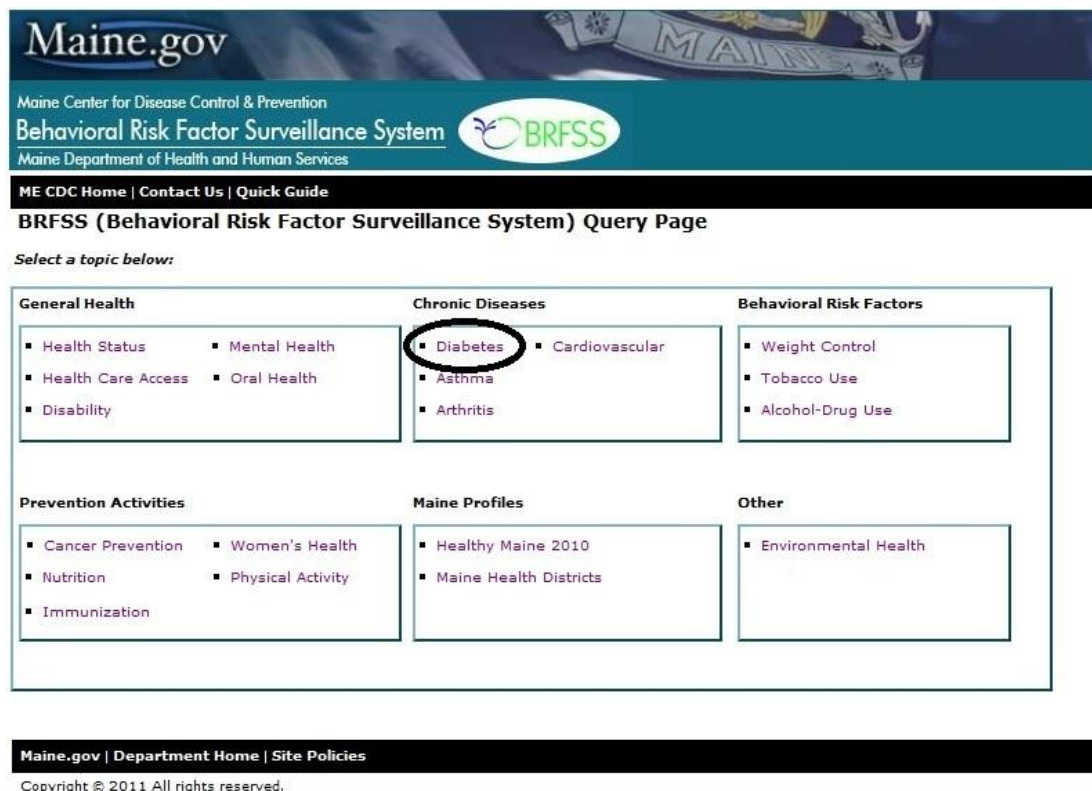 Maine.gov
MAINE
Maine Center for Disease Control & Prevention
Behavioral Risk Factor Surveillance System
BRFSS
Maine Department of Health and Human Services
ME CDC Home | Contact Us | Quick Guide
BRFSS (Behavioral Risk Factor Surveillance System) Query Page
Select a topic below:
General Health
Health Status
Mental Health
Health Care Access
Oral Health
Disability
Chronic Diseases
Diabetes
Cardiovascular
Asthma
Arthritis
Behavioral Risk Factors
Weight Control
Tobacco Use
Alcohol-Drug Use
Prevention Activities
Cancer Prevention
Women's Health
Nutrition
Physical Activity
Immunization
Maine Profiles
Healthy Maine 2010
Maine Health Districts
Other
Environmental Health
Maine.gov | Department Home | Site Policies
Copyright © 2011 All rights reserved.